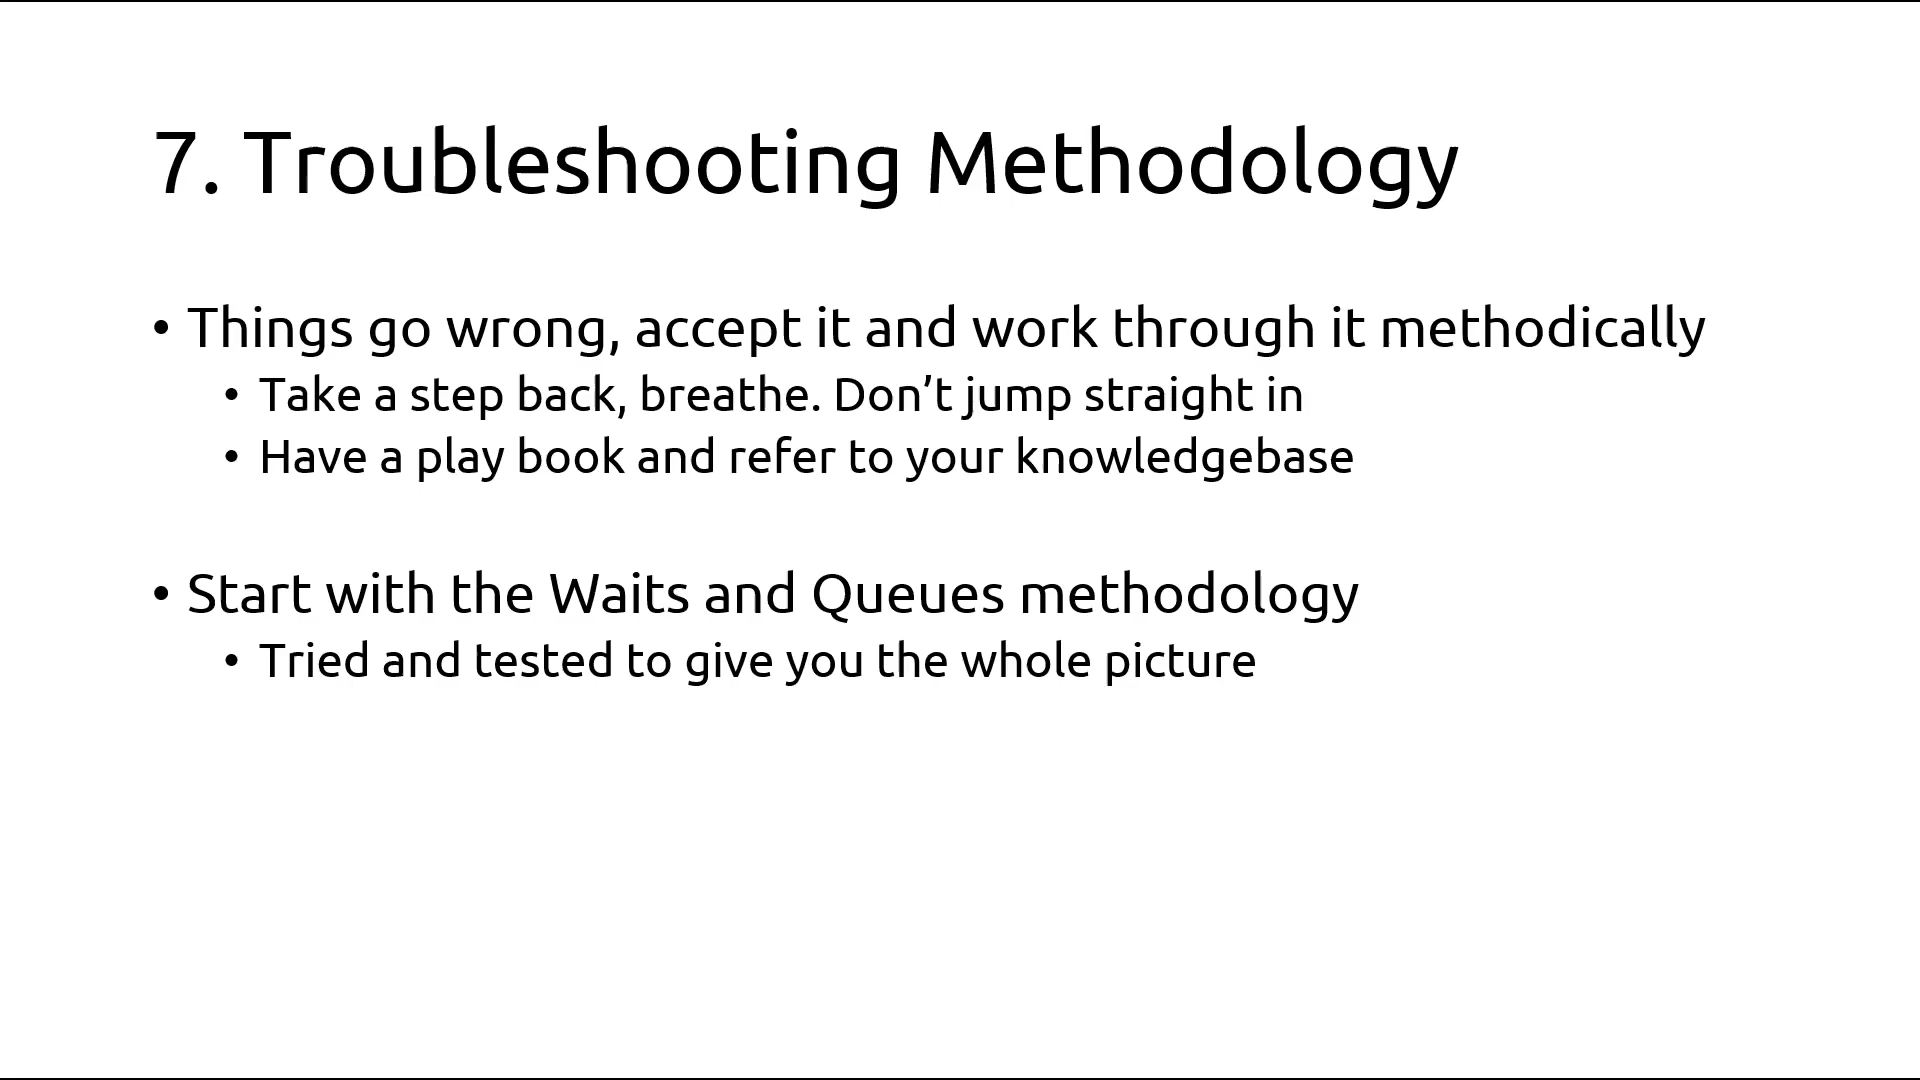 7. Troubleshooting Methodology
• Things go wrong, accept it and work through it methodically
• Take a step back, breathe. Don’t jump straight in
• Have a play book and refer to your knowledgebase
• Start with the Waits and Queues methodology
• Tried and tested to give you the whole picture